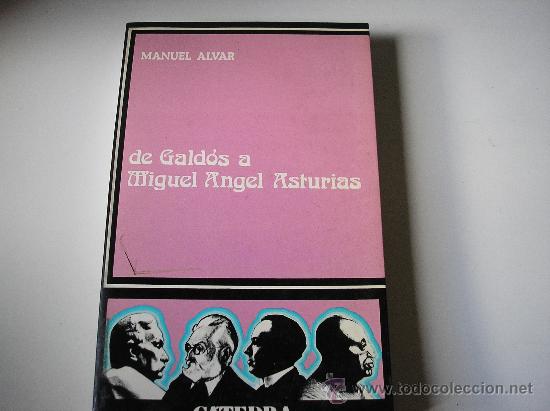 MANUEL ALVAR
de Galdós a
Miguel Angel Asturias
CATEDRA
www.todocoleccion.net